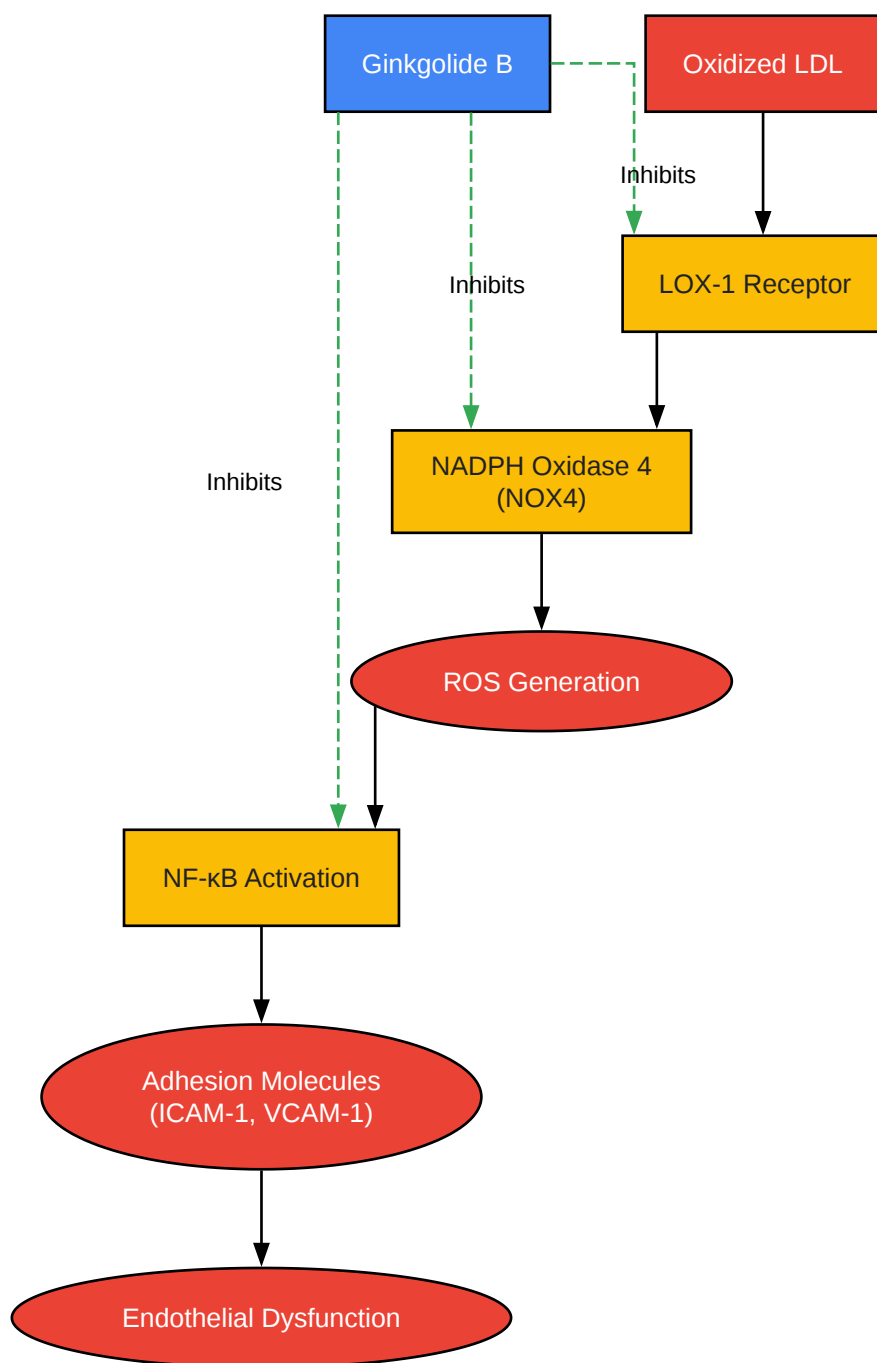 Ginkgolide B
Oxidized LDL
Inhibits
LOX-1 Receptor
Inhibits
NADPH Oxidase 4
(NOX4)
Inhibits
ROS Generation
NF-κB Activation
Adhesion Molecules
(ICAM-1, VCAM-1)
Endothelial Dysfunction